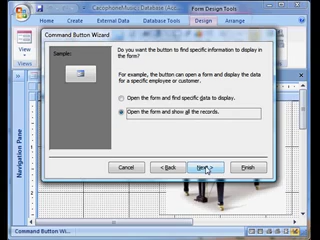 Cacophone Music : Database (Acc
Form Design Tools
Home
Create
External Data
Database Tools
Design
Arrange
Views
Command Button Wizard
Sample:
Do you want the button to find specific information to display in
the form?
For example, the button can open a form and display the data
for a specific employee or customer.
Open the form and find specific data to display.
Open the form and show all the records.
Cancel
< Back
Next >
Finish
Navigation Pane
Command Button Wi...